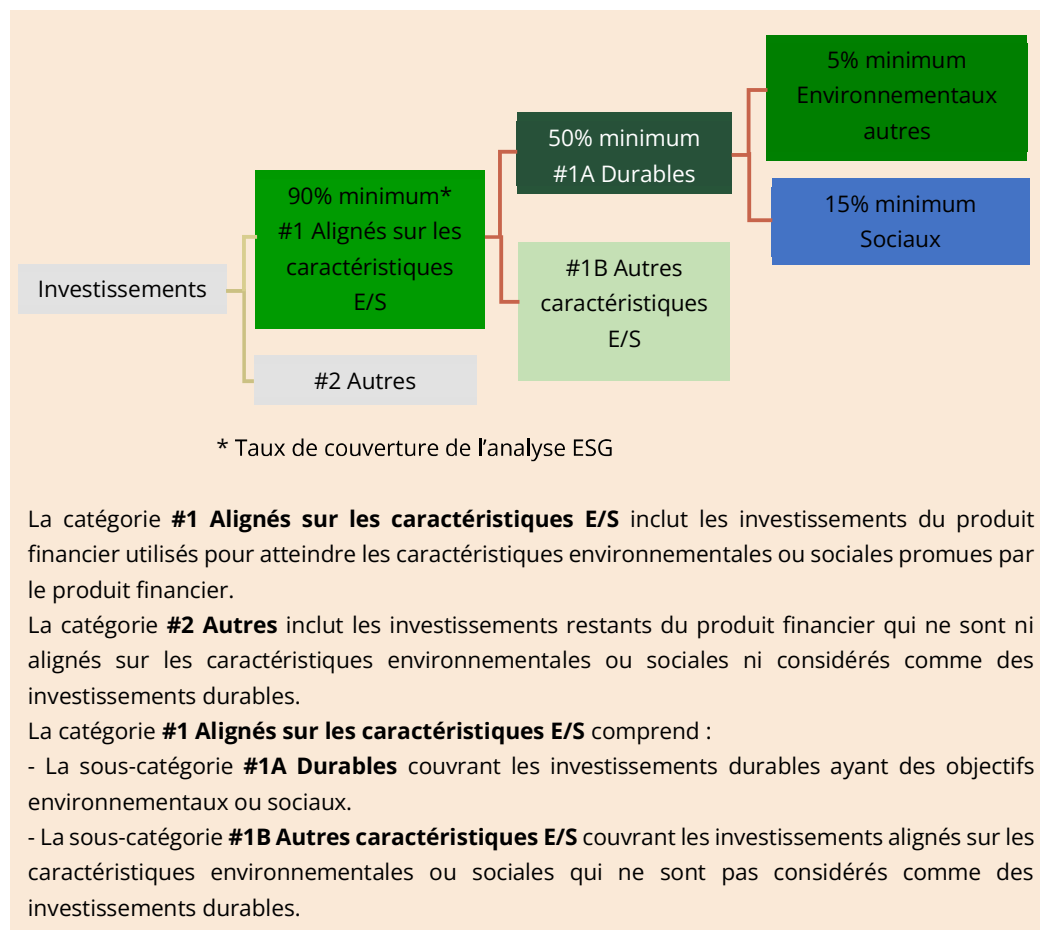 5% minimum
Environnementaux
autres
50% minimum
#1A Durables
90% minimum*
#1 Alignés sur les
caractéristiques
E/S
15% minimum
Sociaux
Investissements
#1B Autres
caractéristiques
E/S
#2 Autres
* Taux de couverture de l'analyse ESG
La catégorie #1 Alignés sur les caractéristiques E/S inclut les investissements du produit
financier utilisés pour atteindre les caractéristiques environnementales ou sociales promues par
le produit financier.
La catégorie #2 Autres inclut les investissements restants du produit financier qui ne sont ni
alignés sur les caractéristiques environnementales ou sociales ni considérés comme des
investissements durables.
La catégorie #1 Alignés sur les caractéristiques E/S comprend :
- La sous-catégorie #1A Durables couvrant les investissements durables ayant des objectifs
environnementaux ou sociaux.
- La sous-catégorie #1B Autres caractéristiques E/S couvrant les investissements alignés sur les
caractéristiques environnementales ou sociales qui ne sont pas considérés comme des
investissements durables.